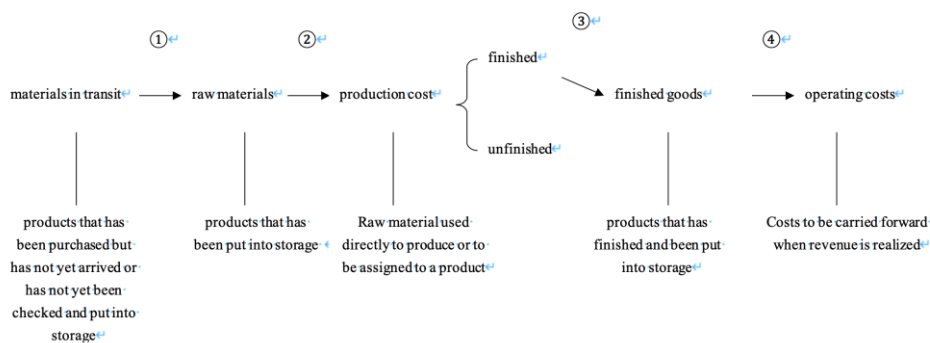 ①
②
③
④
finished
materials in transit
raw materials
production cost
finished goods
operating costs
unfinished
products that has
been purchased but
has not yet arrived or
has not yet been
checked and put into
storage
products that has
been put into storage
Raw material used
directly to produce or to
be assigned to a product
products that has
finished and been put
into storage
Costs to be carried forward
when revenue is realized